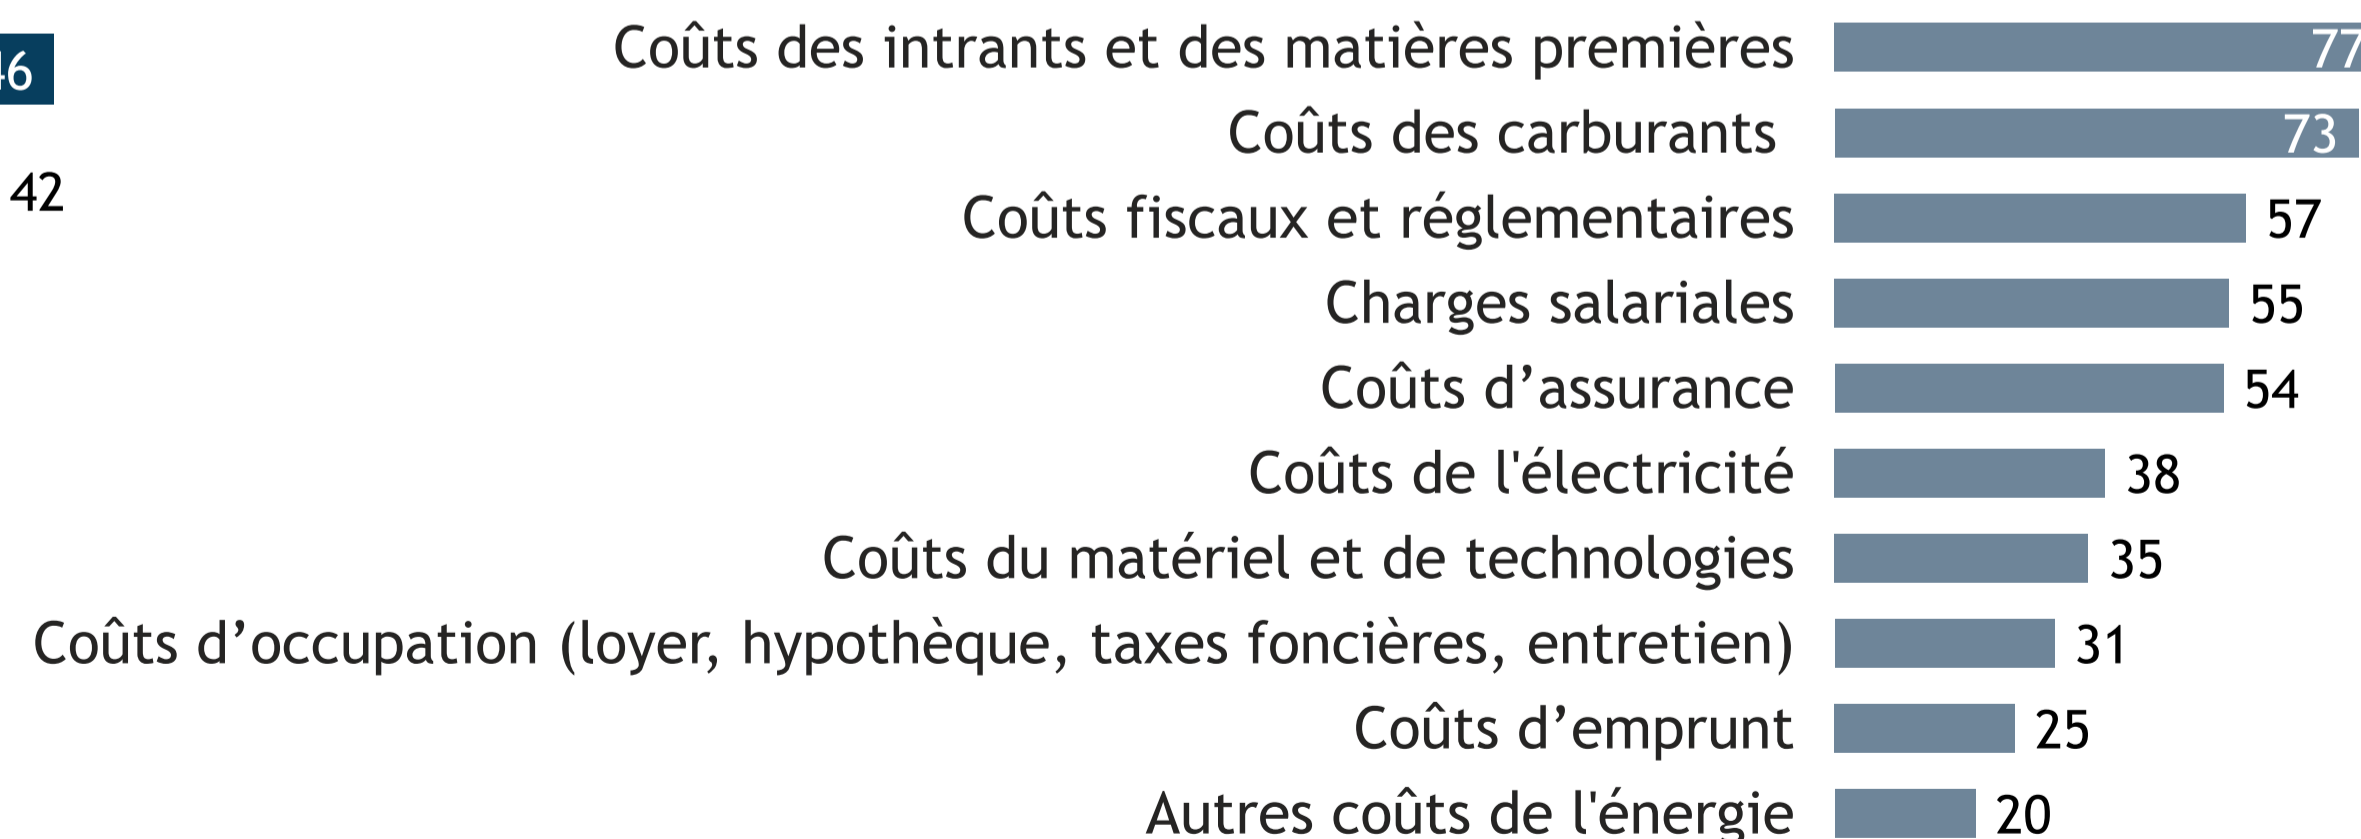 Coûts des intrants et des matières premières 77
6
Coûts des carburants 73
42
Coûts fiscaux et réglementaires 57
Charges salariales 55
Coûts d’assurance 54
Coûts de l'électricité 38
Coûts du matériel et de technologies 35
Coûts d’occupation (loyer, hypothèque, taxes foncières, entretien) 31
Coûts d’emprunt 25
Autres coûts de l'énergie 20